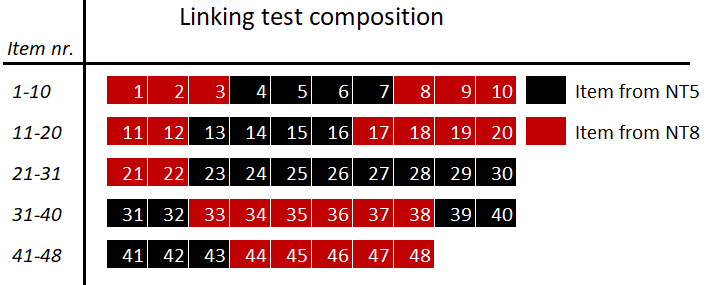 Linking test composition
Item nr.
1-10 1 2 3 4 5 6 7 8 9 10 Item from NT5
11-20 11 12 13 14 15 16 17 18 19 20 Item from NT8
21-31 21 22 23 24 25 26 27 28 29 30
31-40 31 32 33 34 35 36 37 38 39 40
41-48 41 42 43 44 45 46 47 48